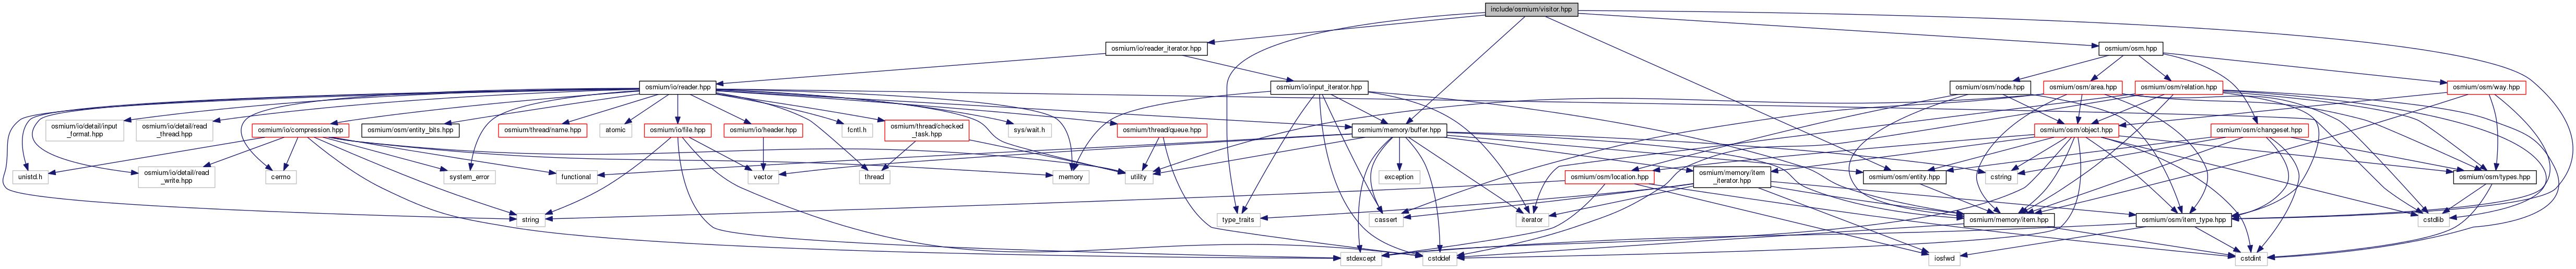 include/osmium/visitor.hpp
osmium/io/reader_iterator.hpp
osmium/osm.hpp
osmium/io/reader.hpp
osmium/io/input_iterator.hpp
osmium/osm/node.hpp
osmium/osm/area.hpp
osmium/osm/relation.hpp
osmium/osm/way.hpp
osmium/io/detail/input
_format.hpp
osmium/io/detail/read
_thread.hpp
osmium/io/compression.hpp
osmium/osm/entity_bits.hpp
osmium/thread/name.hpp
atomic
osmium/io/file.hpp
osmium/io/header.hpp
fcntl.h
osmium/thread/checked
_task.hpp
sys/wait.h
osmium/thread/queue.hpp
osmium/memory/buffer.hpp
osmium/osm/object.hpp
osmium/osm/changeset.hpp
unistd.h
osmium/io/detail/read
_write.hpp
cerrno
system_error
functional
vector
thread
memory
utility
exception
osmium/osm/location.hpp
osmium/memory/item
_iterator.hpp
osmium/osm/entity.hpp
cstring
osmium/osm/types.hpp
string
type_traits
cassert
iterator
osmium/memory/item.hpp
osmium/osm/item_type.hpp
cstdlib
stdexcept
cstddef
iosfwd
cstdint